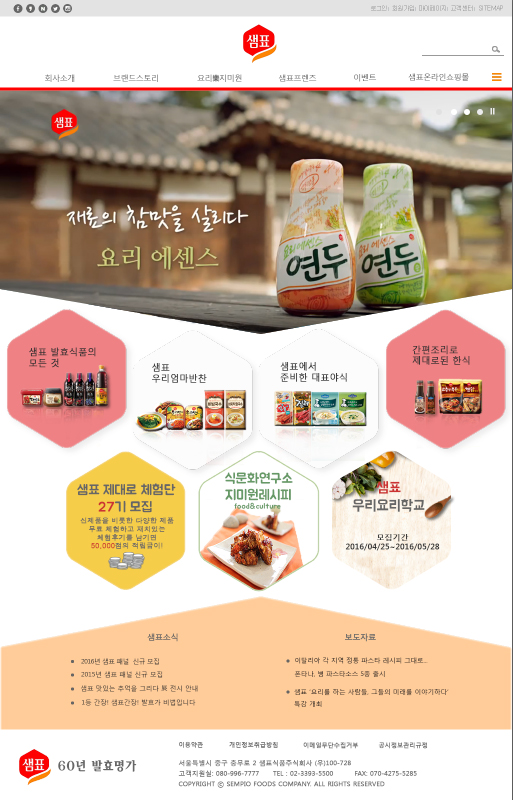 로그인 회원가입 마이페이지 고객센터 SITEMAP
샘표
회사소개 브랜드스토리 요리 지미원 샘표프렌즈 이벤트 샘표온라인쇼핑몰
샘표
재료의 참맛을 살리다
요리 에센스
요리에센스
연두
요리에센스
연두
샘표 발효식품의
모든 것
샘표
우리엄마반찬
샘표에서
준비한 대표야식
간편조리로
제대로된 한식
샘표 제대로 체험단
27기 모집
신제품을 비롯한 다양한 제품
무료 체험하고 재치있는
체험후기를 남기면
50,000점의 적립금이!
식문화연구소
지미원레시피
food&culture
샘표
우리요리학교
모집기간
2016/04/25~2016/05/28
샘표소식
2016년 샘표 패널 신규 모집
2015년 샘표 패널 신규 모집
샘표 맛있는 추억을 그리다 展 전시 안내
1등 간장! 샘표간장! 발효가 비법입니다
보도자료
이탈리아 각 지역 정통 파스타 레시피 그대로..
폰타나, 병 파스타소스 5종 출시
샘표 '요리를 하는 사람들, 그들의 미래를 이야기하다'
특강 개최
샘표 60년 발효명가
이용약관 개인정보취급방침 이메일무단수집거부 공시정보관리규정
서울특별시 중구 충무로 2 샘표식품주식회사 (우)100-728
고객지원실: 080-996-7777 TEL : 02-3393-5500 FAX: 070-4275-5285
COPYRIGHT ⓒ SEMPIO FOODS COMPANY. ALL RIGHTS RESERVED